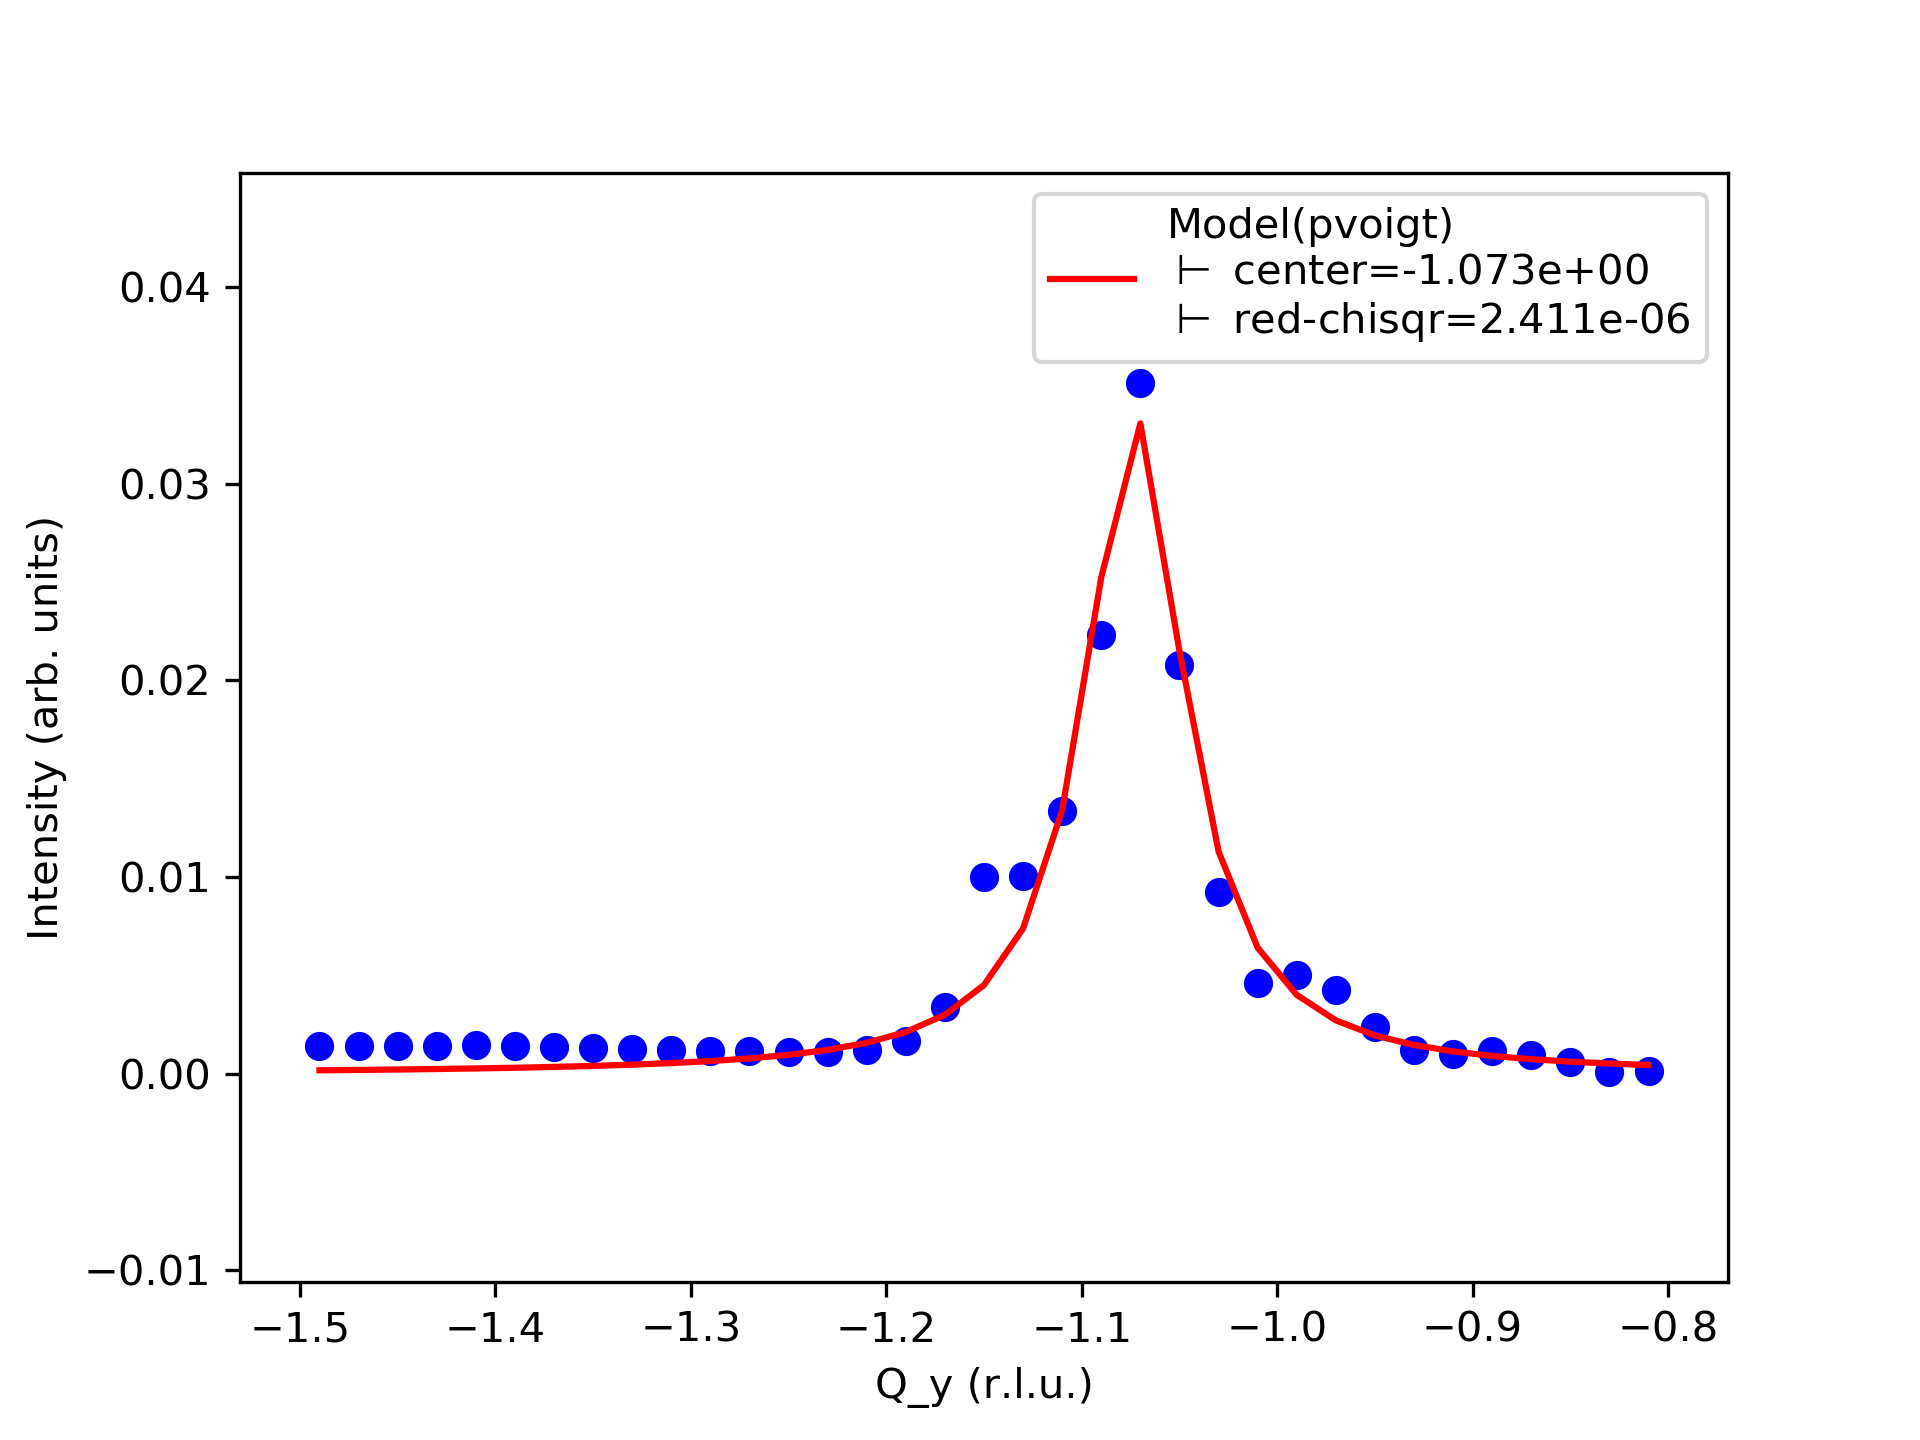 Model(pvoigt)
⊢ center=-1.073e+00
⊢ red-chisqr=2.411e-06
0.04
0.03
0.02
0.01
0.00
−0.01
Intensity (arb. units)
−1.5 −1.4 −1.3 −1.2 −1.1 −1.0 −0.9 −0.8
Q_y (r.l.u.)